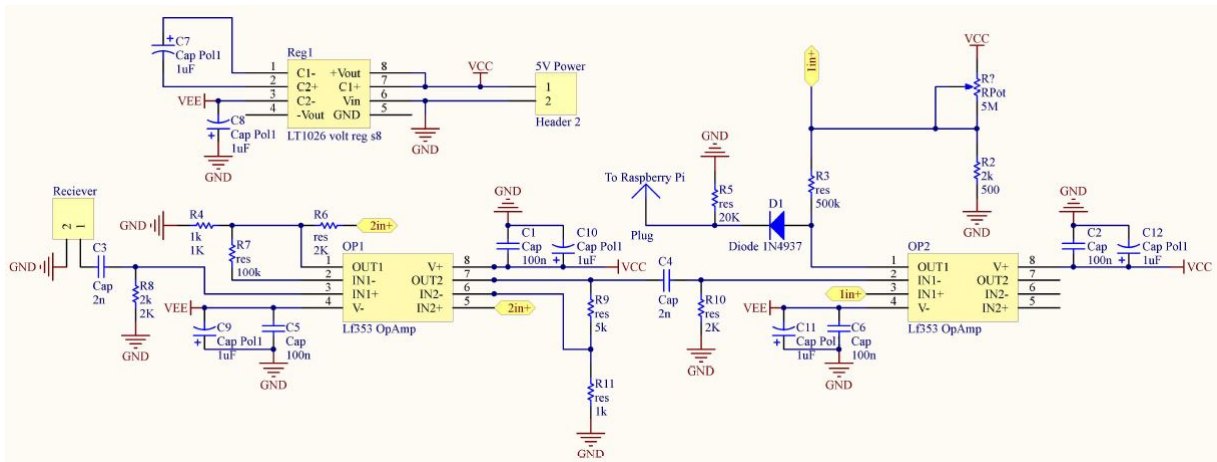 C7
Cap Pol1
1uF
Reg1
1
C1-
+Vout
8
2
C2+
C1+
7
3
C2-
Vin
6
4
-Vout
GND
5
LT1026 volt reg s8
VEE
C8
Cap Pol1
1uF
GND
VCC
GND
5V Power
1
2
Header 2
1in+
VCC
R?
RPot
5M
R2
2k
500
GND
R3
res
500k
GND
R5
res
20K
To Raspberry Pi
Plug
D1
Diode 1N4937
Reciever
2
1
GND
C3
Cap
2n
R8
2k
2K
GND
GND
R4
1k
1K
R6
res
2K
2in+
R7
res
100k
OP1
1
OUT1
V+
8
2
IN1-
OUT2
7
3
IN1+
IN2-
6
4
V-
IN2+
5
Lf353 OpAmp
VEE
C9
Cap Pol1
1uF
C5
Cap
100n
GND
GND
C1
Cap
100n
C10
Cap Pol1
1uF
VCC
2in+
R9
res
5k
R11
res
1k
GND
C4
Cap
2n
R10
res
2K
GND
OP2
1
OUT1
V+
8
2
IN1-
OUT2
7
3
IN1+
IN2-
6
4
V-
IN2+
5
Lf353 OpAmp
1in+
VEE
C11
Cap Pol
1uF
C6
Cap
100n
GND
GND
C2
Cap
100n
C12
Cap Pol1
1uF
VCC